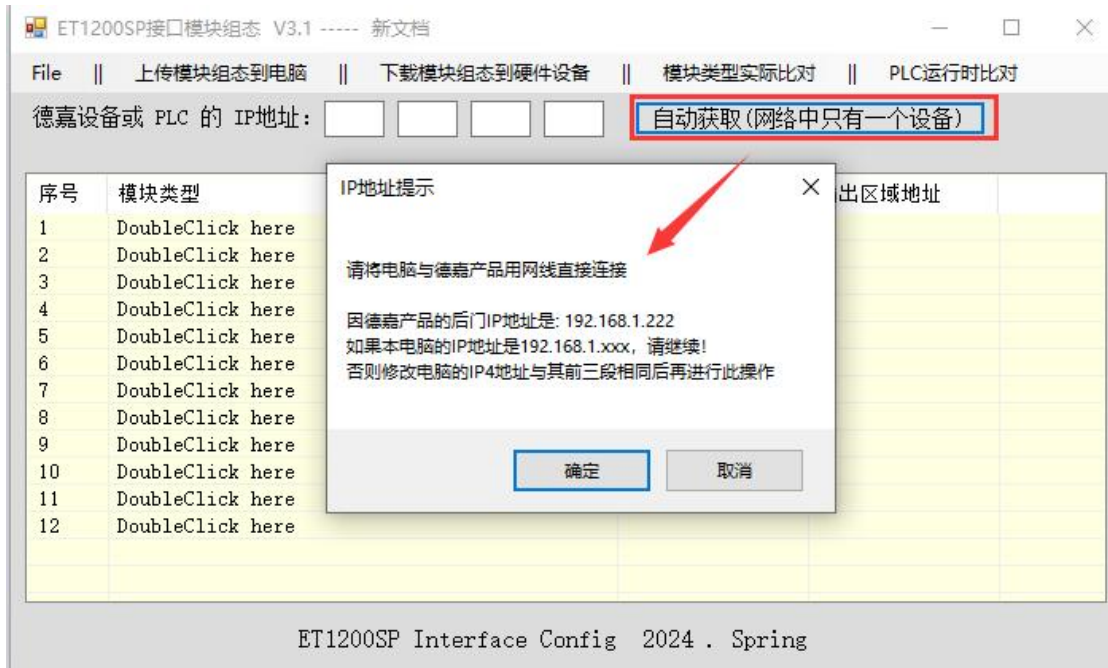 ET1200SP接口模块组态 V3.1 ----- 新文档
File || 上传模块组态到电脑 || 下载模块组态到硬件设备 || 模块类型实际比对 || PLC运行时比对
德嘉设备或 PLC 的 IP地址:
自动获取(网络中只有一个设备)
序号 模块类型 出区域地址
IP地址提示
请将电脑与德嘉产品用网线直接连接
因德嘉产品的后门IP地址是: 192.168.1.222
如果本电脑的IP地址是192.168.1.xxx, 请继续!
否则修改电脑的IP4地址与其前三段相同后再进行此操作
确定 取消
1 DoubleClick here
2 DoubleClick here
3 DoubleClick here
4 DoubleClick here
5 DoubleClick here
6 DoubleClick here
7 DoubleClick here
8 DoubleClick here
9 DoubleClick here
10 DoubleClick here
11 DoubleClick here
12 DoubleClick here
ET1200SP Interface Config 2024 . Spring